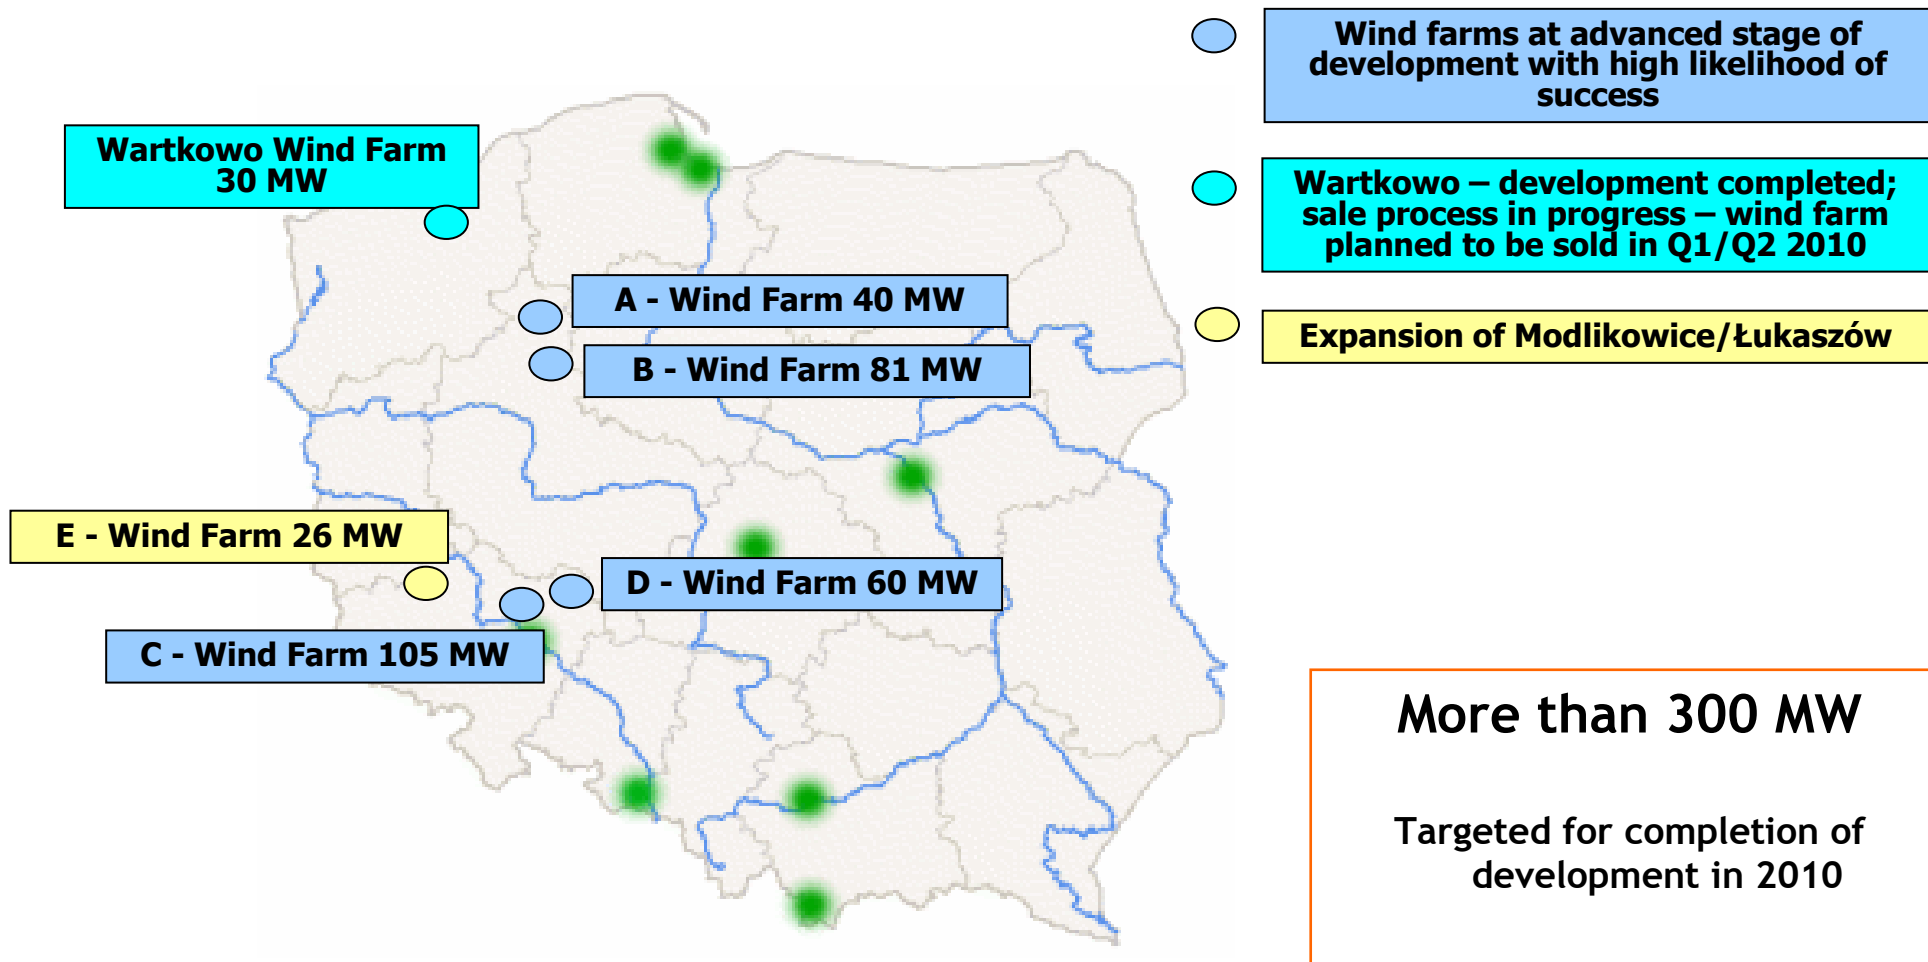 Wind farms at advanced stage of
development with high likelihood of
success
Wartkowo Wind Farm
30 MW
Wartkowo – development completed;
sale process in progress – wind farm
planned to be sold in Q1/Q2 2010
A - Wind Farm 40 MW
Expansion of Modlikowice/Łukaszów
B - Wind Farm 81 MW
E - Wind Farm 26 MW
D - Wind Farm 60 MW
C - Wind Farm 105 MW
More than 300 MW
Targeted for completion of
development in 2010